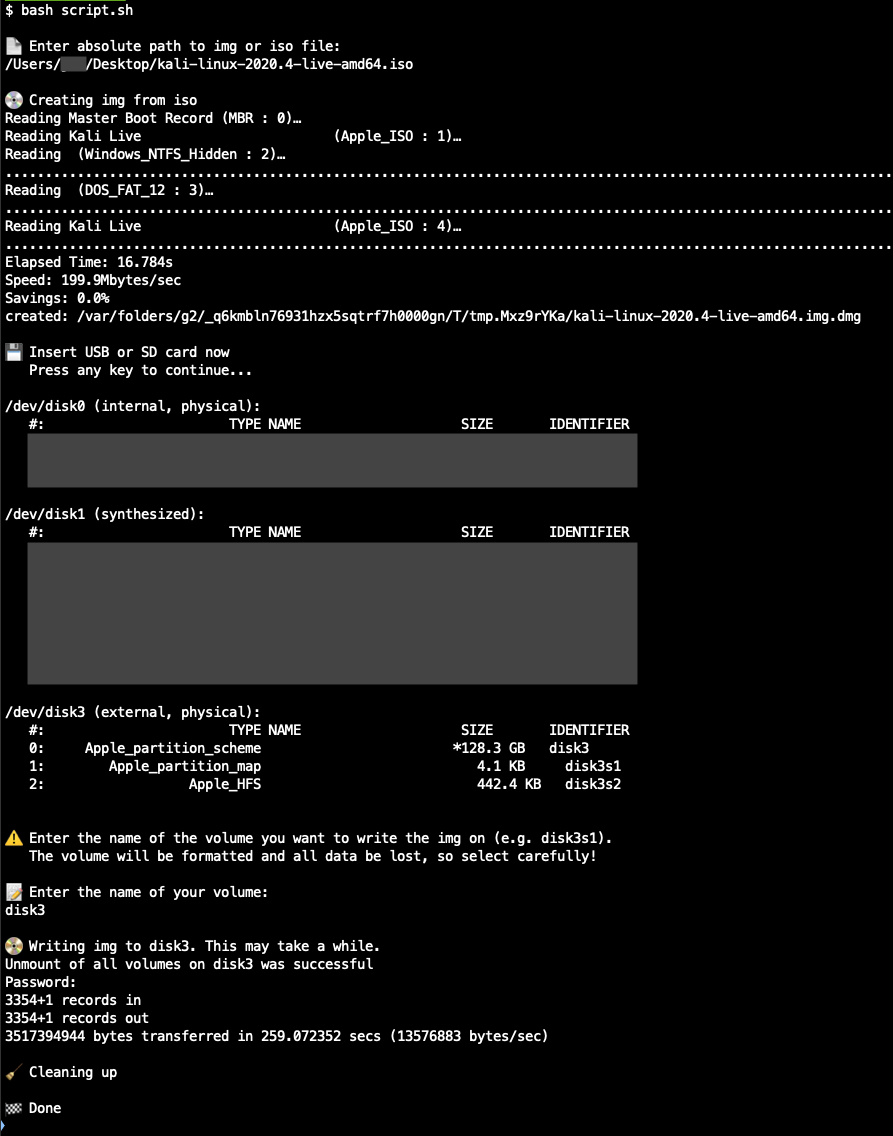 $ bash script.sh
📄 Enter absolute path to img or iso file:
/Users/ /Desktop/kali-linux-2020.4-live-amd64.iso
📀 Creating img from iso
Reading Master Boot Record (MBR : 0)…
Reading Kali Live                        (Apple_ISO : 1)…
Reading  (Windows_NTFS_Hidden : 2)…
...............................................................................................................
Reading  (DOS_FAT_12 : 3)…
...............................................................................................................
Reading Kali Live                        (Apple_ISO : 4)…
...............................................................................................................
Elapsed Time: 16.784s
Speed: 199.9Mbytes/sec
Savings: 0.0%
created: /var/folders/g2/_q6kmbln76931hzx5sqtrf7h0000gn/T/tmp.Mxz9rYKa/kali-linux-2020.4-live-amd64.img.dmg
💾 Insert USB or SD card now
   Press any key to continue...
/dev/disk0 (internal, physical):
   #:                       TYPE NAME                    SIZE       IDENTIFIER
/dev/disk1 (synthesized):
   #:                       TYPE NAME                    SIZE       IDENTIFIER
/dev/disk3 (external, physical):
   #:                       TYPE NAME                    SIZE       IDENTIFIER
   0:     Apple_partition_scheme                        *128.3 GB   disk3
   1:        Apple_partition_map                           4.1 KB     disk3s1
   2:                  Apple_HFS                           442.4 KB   disk3s2
⚠️ Enter the name of the volume you want to write the img on (e.g. disk3s1).
   The volume will be formatted and all data be lost, so select carefully!
📝 Enter the name of your volume:
disk3
📀 Writing img to disk3. This may take a while.
Unmount of all volumes on disk3 was successful
Password:
3354+1 records in
3354+1 records out
3517394944 bytes transferred in 259.072352 secs (13576883 bytes/sec)
🧹 Cleaning up
🏁 Done